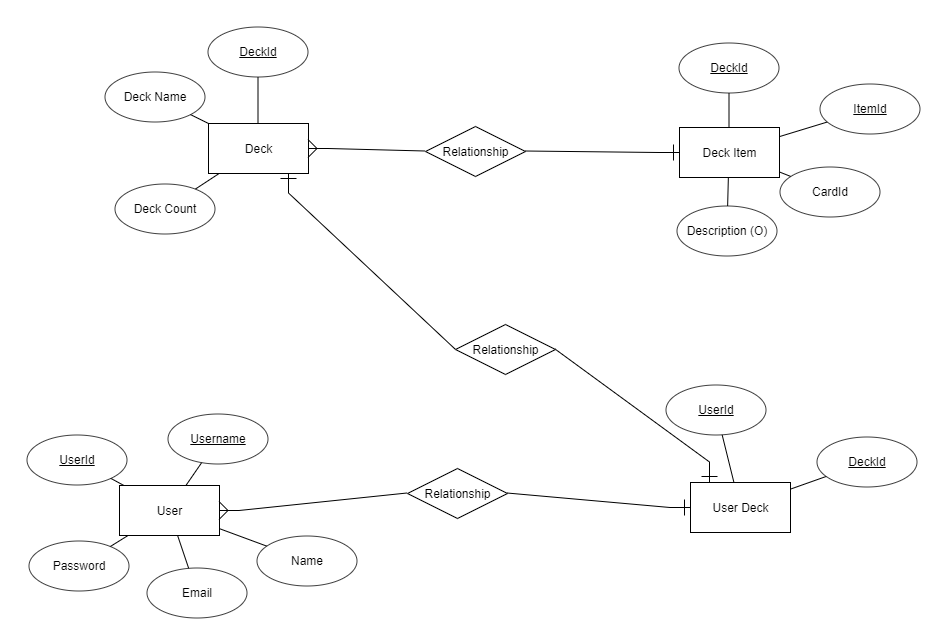 DeckId
Deck Name
Deck
Deck Count
Relationship
DeckId
ItemId
Deck Item
CardId
Description (O)
Relationship
UserId
Username
User
Password
Email
Name
Relationship
UserId
DeckId
User Deck